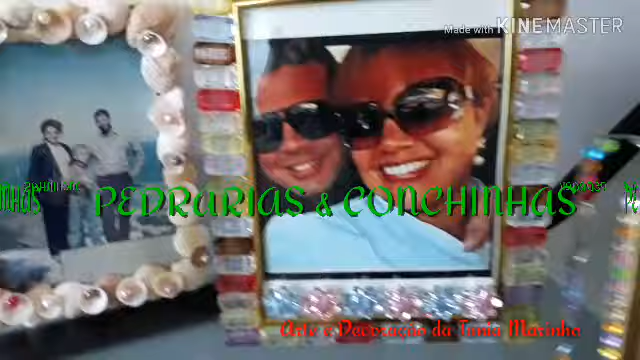 Made with KINEMASTER
PEDRARIAS & CONCHINHAS
Arte e Decoração da Tania Marinho